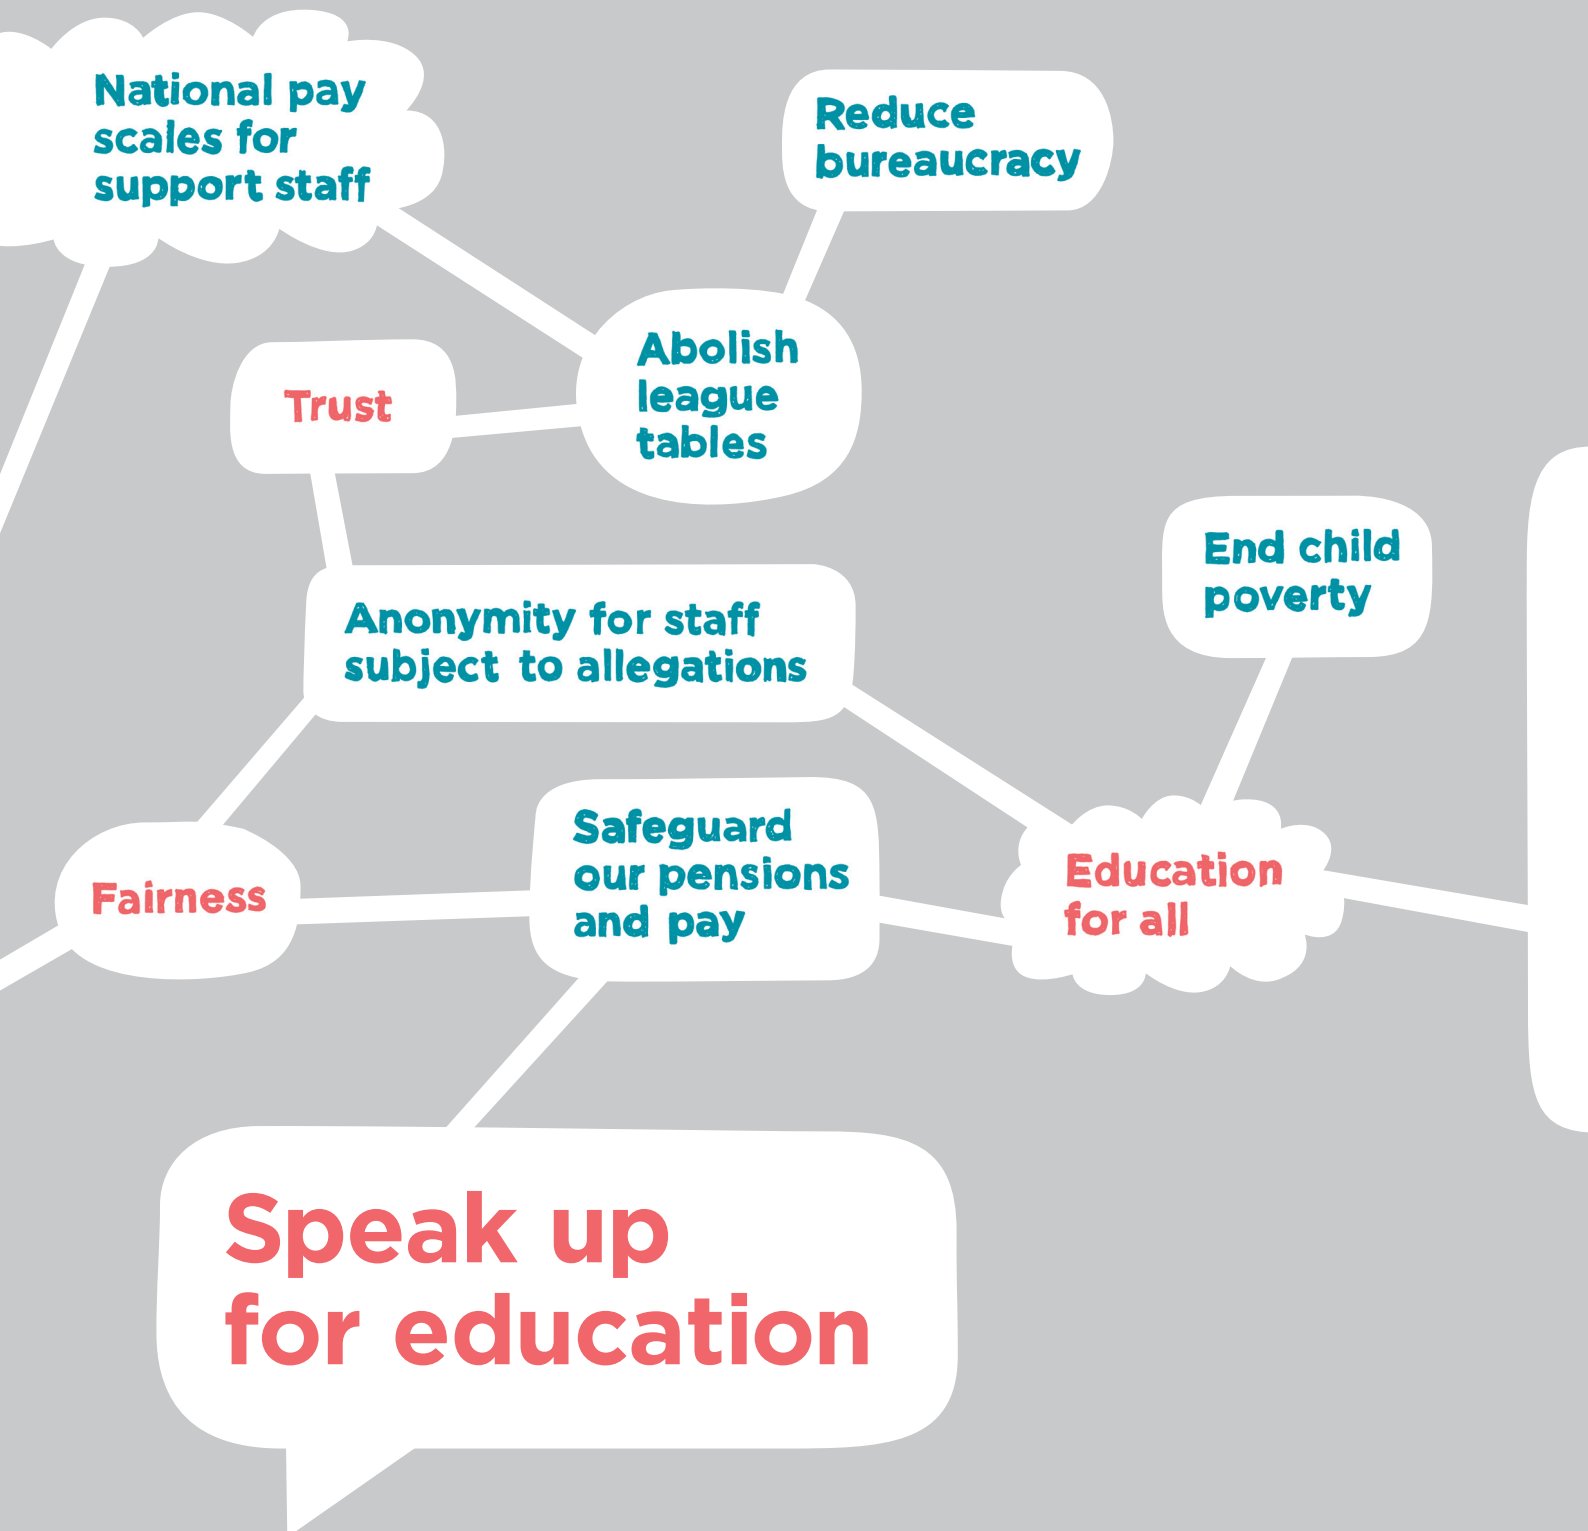 National pay
scales for
support staff
Reduce
bureaucracy
Abolish
league
tables
Trust
End child
poverty
Anonymity for staff
subject to allegations
Safeguard
our pensions
and pay
Education
for all
Fairness
Speak up
for education